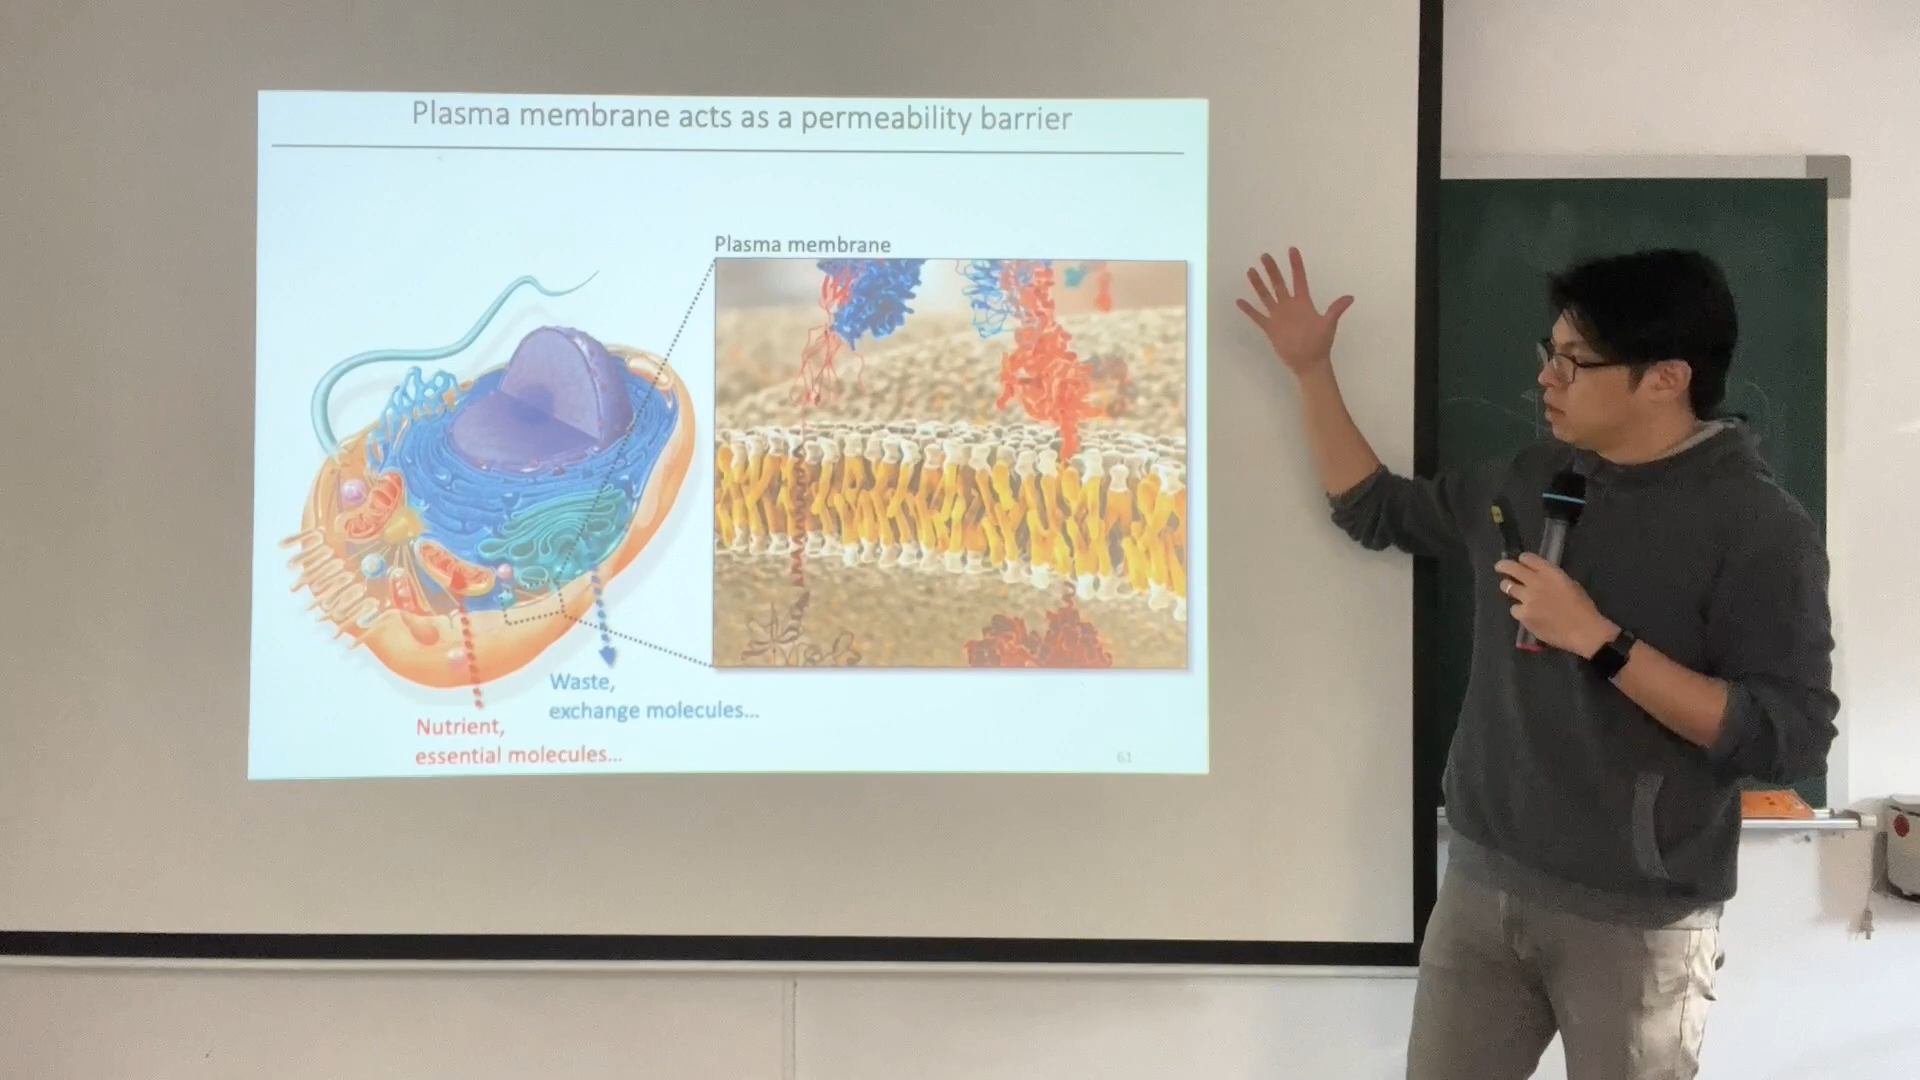 Plasma membrane acts as a permeability barrier
Plasma membrane
Waste,
exchange molecules...
Nutrient,
essential molecules...
61